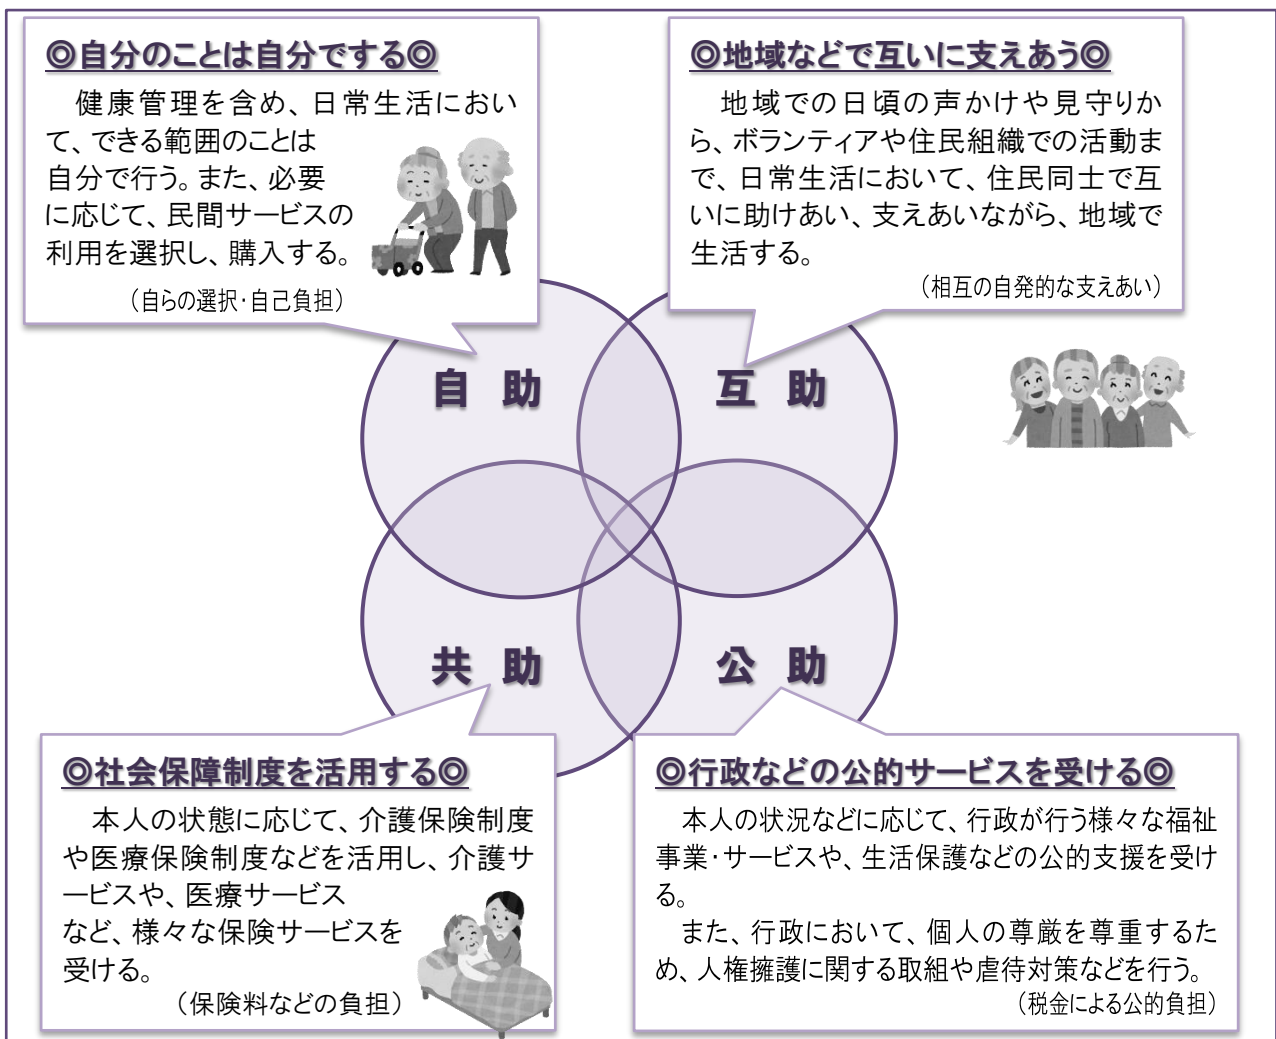 ◎自分のことは自分でする◎
　健康管理を含め、日常生活におい
て、できる範囲のことは
自分で行う。また、必要
に応じて、民間サービスの
利用を選択し、購入する。
（自らの選択・自己負担）
◎地域などで互いに支えあう◎
　地域での日頃の声かけや見守りか
ら、ボランティアや住民組織での活動ま
で、日常生活において、住民同士で互
いに助けあい、支えあいながら、地域で
生活する。
（相互の自発的な支えあい）
自　助
互　助
共　助
公　助
◎社会保障制度を活用する◎
　本人の状態に応じて、介護保険制度
や医療保険制度などを活用し、介護サ
ービスや、医療サービス
など、様々な保険サービスを
受ける。
（保険料などの負担）
◎行政などの公的サービスを受ける◎
　本人の状況などに応じて、行政が行う様々な福祉
事業・サービスや、生活保護などの公的支援を受け
る。
　また、行政において、個人の尊厳を尊重するた
め、人権擁護に関する取組や虐待対策などを行う。
（税金による公的負担）